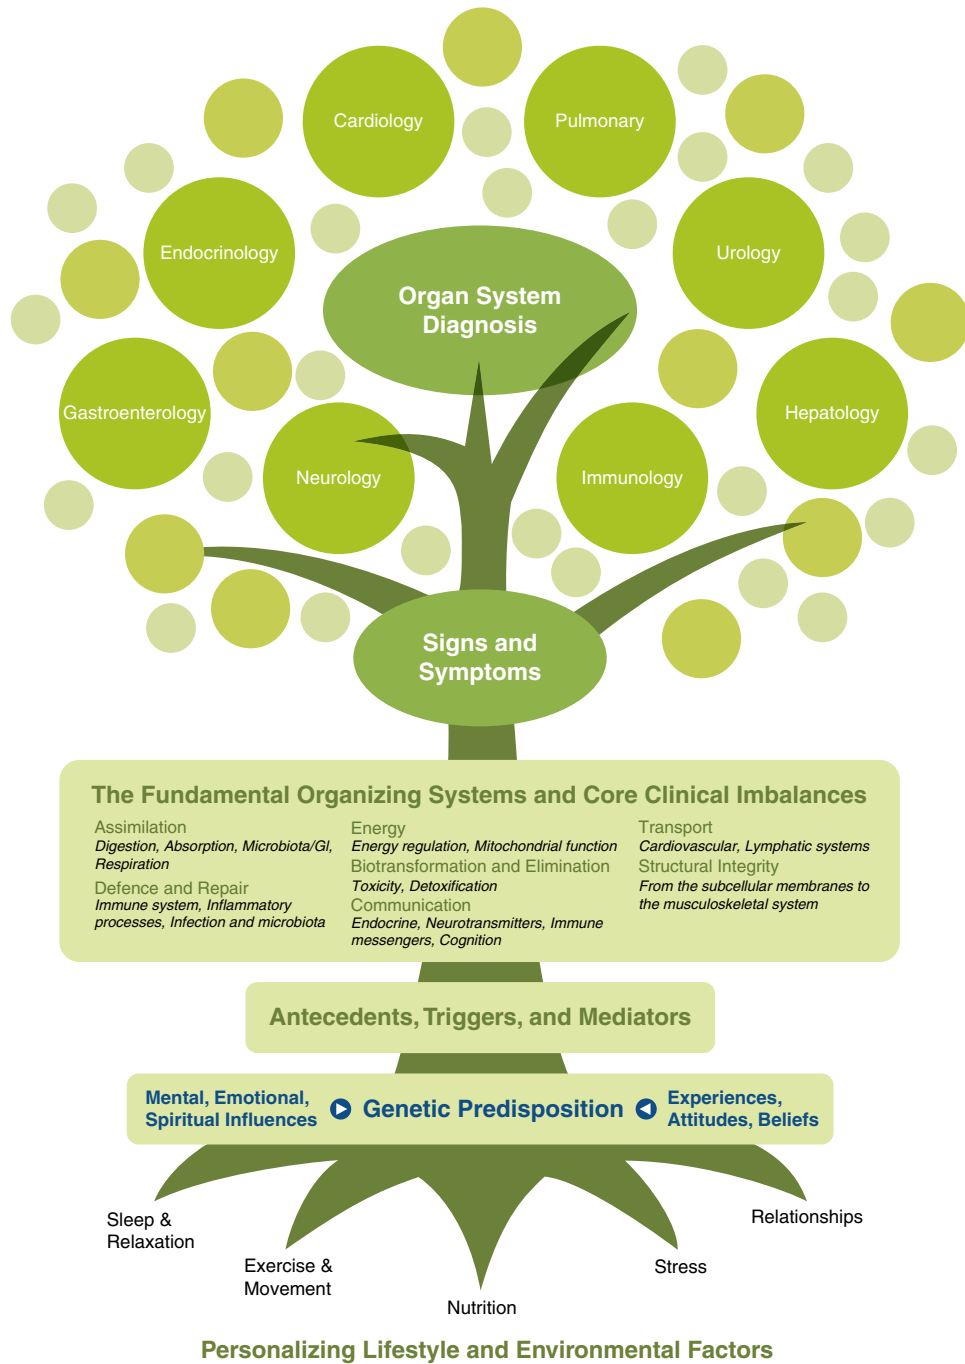 Cardiology
Pulmonary
Endocrinology
Urology
Organ System
Diagnosis
Gastroenterology
Hepatology
Neurology
Immunology
Signs and
Symptoms
The Fundamental Organizing Systems and Core Clinical Imbalances
Assimilation
Digestion, Absorption, Microbiota/GI,
Respiration
Defence and Repair
Immune system, Inflammatory
processes, Infection and microbiota
Energy
Energy regulation, Mitochondrial function
Biotransformation and Elimination
Toxicity, Detoxification
Communication
Endocrine, Neurotransmitters, Immune
messengers, Cognition
Transport
Cardiovascular, Lymphatic systems
Structural Integrity
From the subcellular membranes to
the musculoskeletal system
Antecedents, Triggers, and Mediators
Mental, Emotional,
Spiritual Influences
Genetic Predisposition
Experiences,
Attitudes, Beliefs
Sleep &
Relaxation
Exercise &
Movement
Nutrition
Stress
Relationships
Personalizing Lifestyle and Environmental Factors